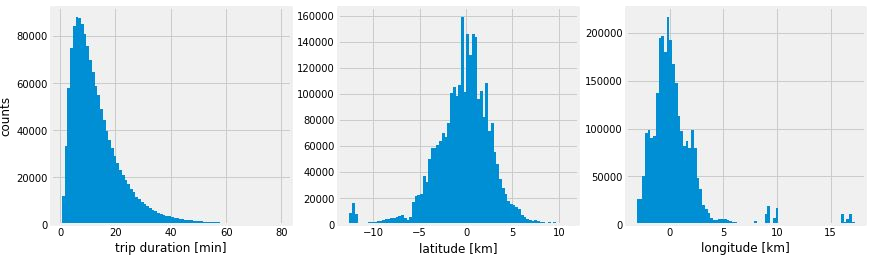 counts
80000
60000
40000
20000
0
0 20 40 60 80
trip duration [min]
160000
140000
120000
100000
80000
60000
40000
20000
0
−10 −5 0 5 10
latitude [km]
200000
150000
100000
50000
0
0 5 10 15
longitude [km]